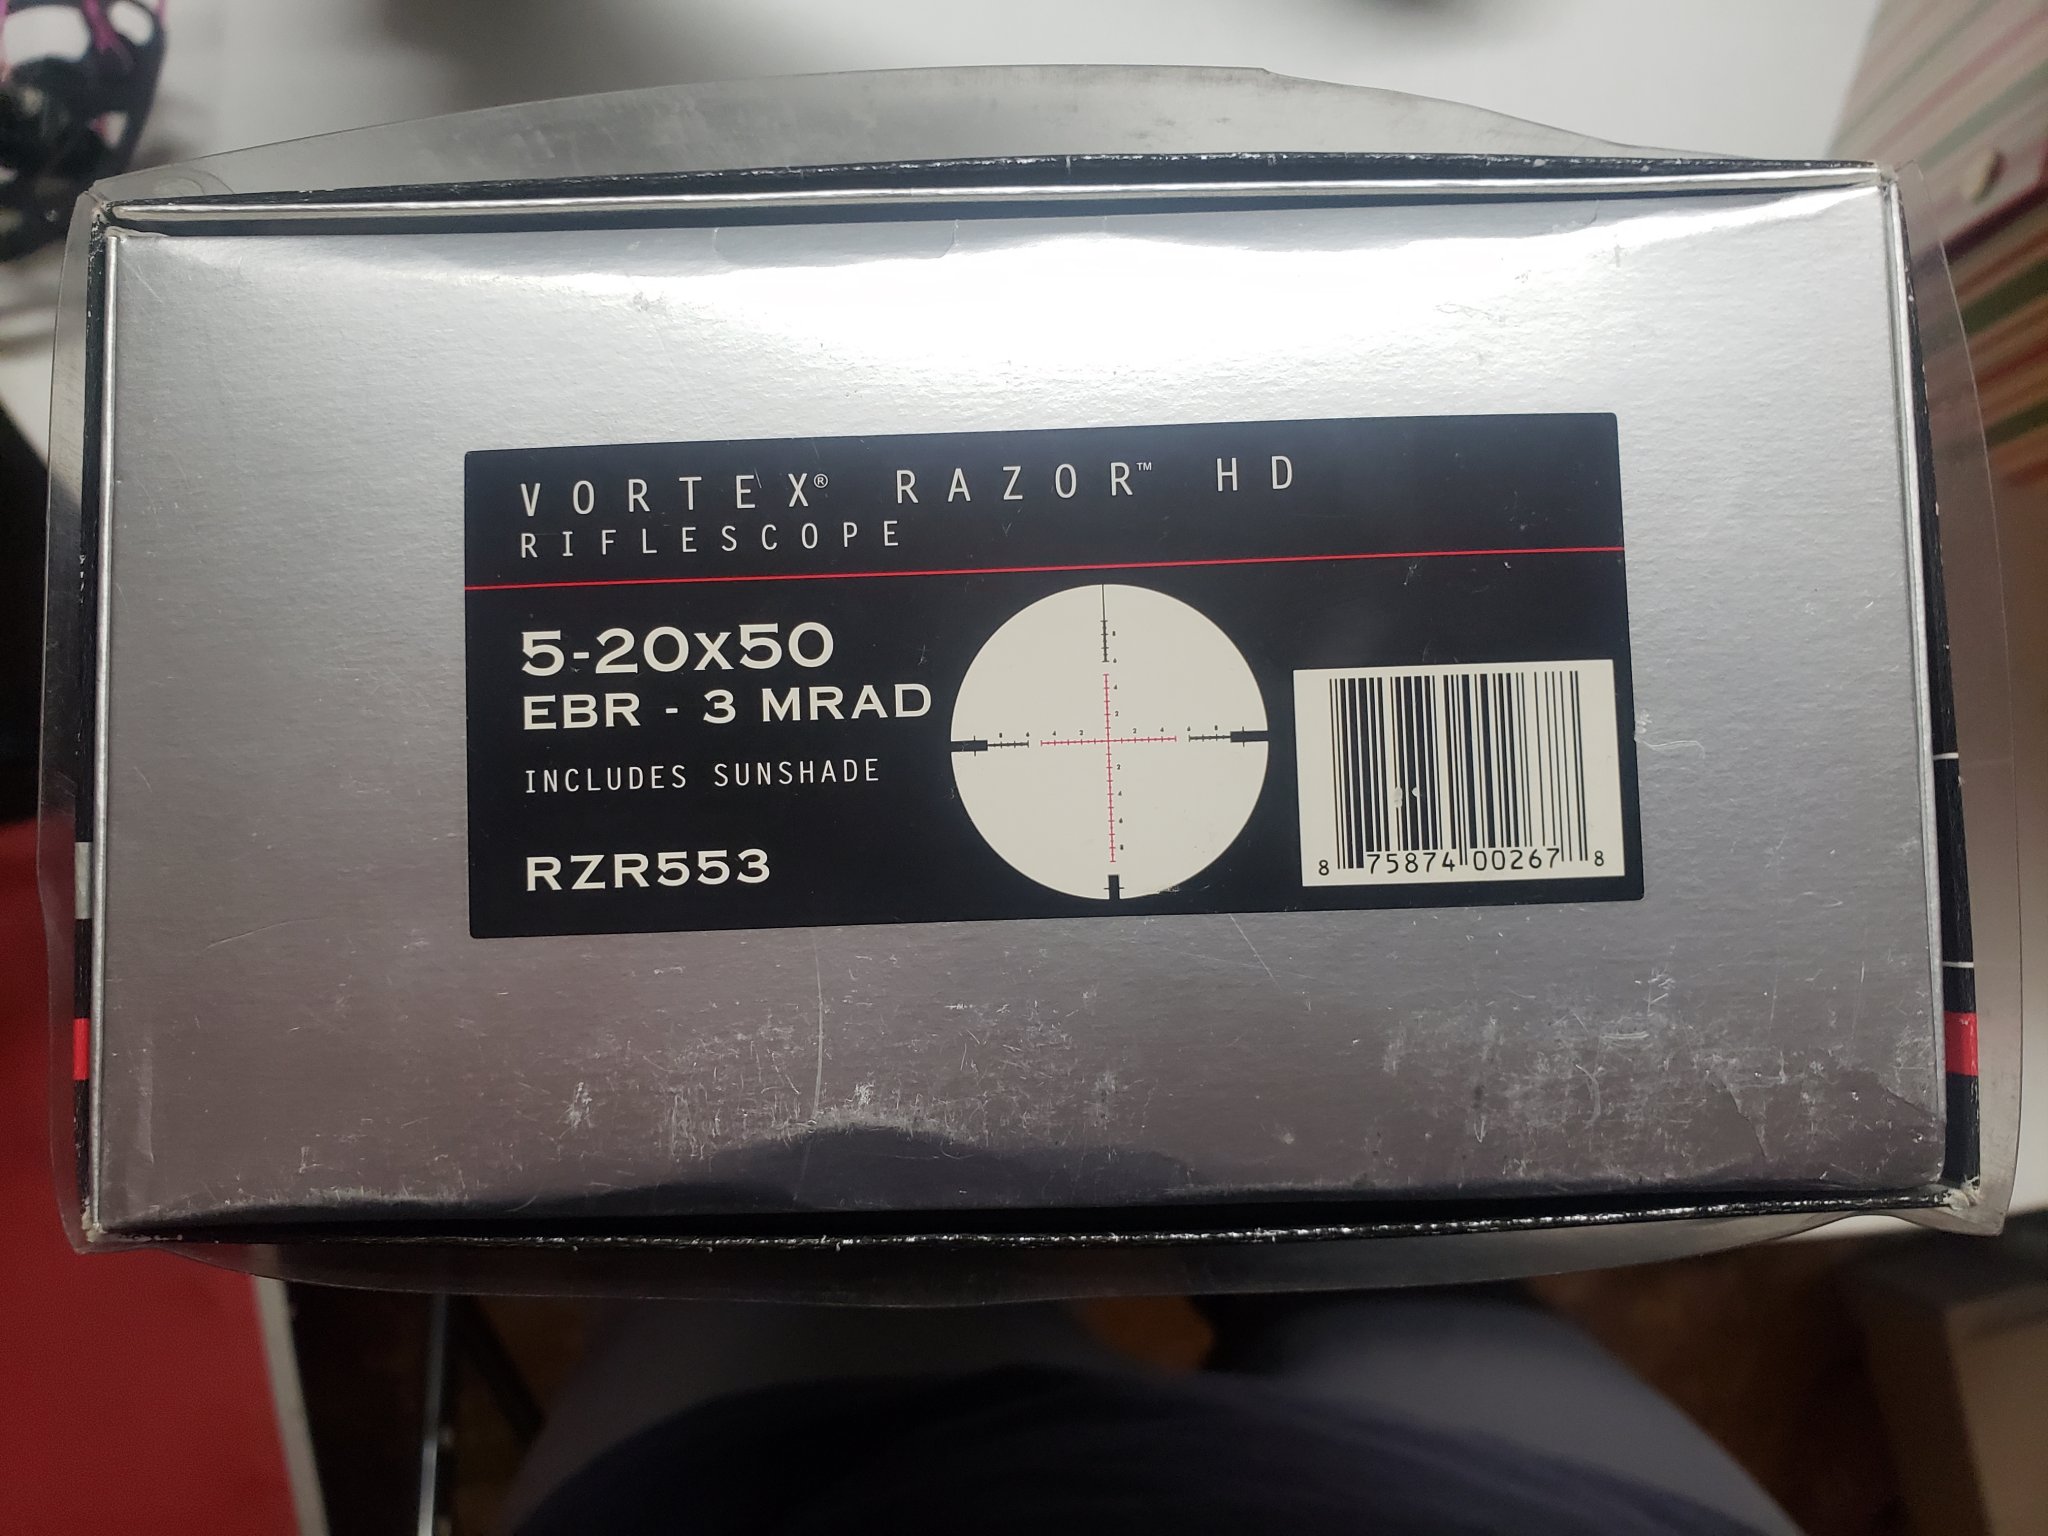 VORTEX® RAZOR™ HD
RIFLESCOPE
5-20x50
EBR - 3 MRAD
INCLUDES SUNSHADE
RZR553
8 75874 00267 8